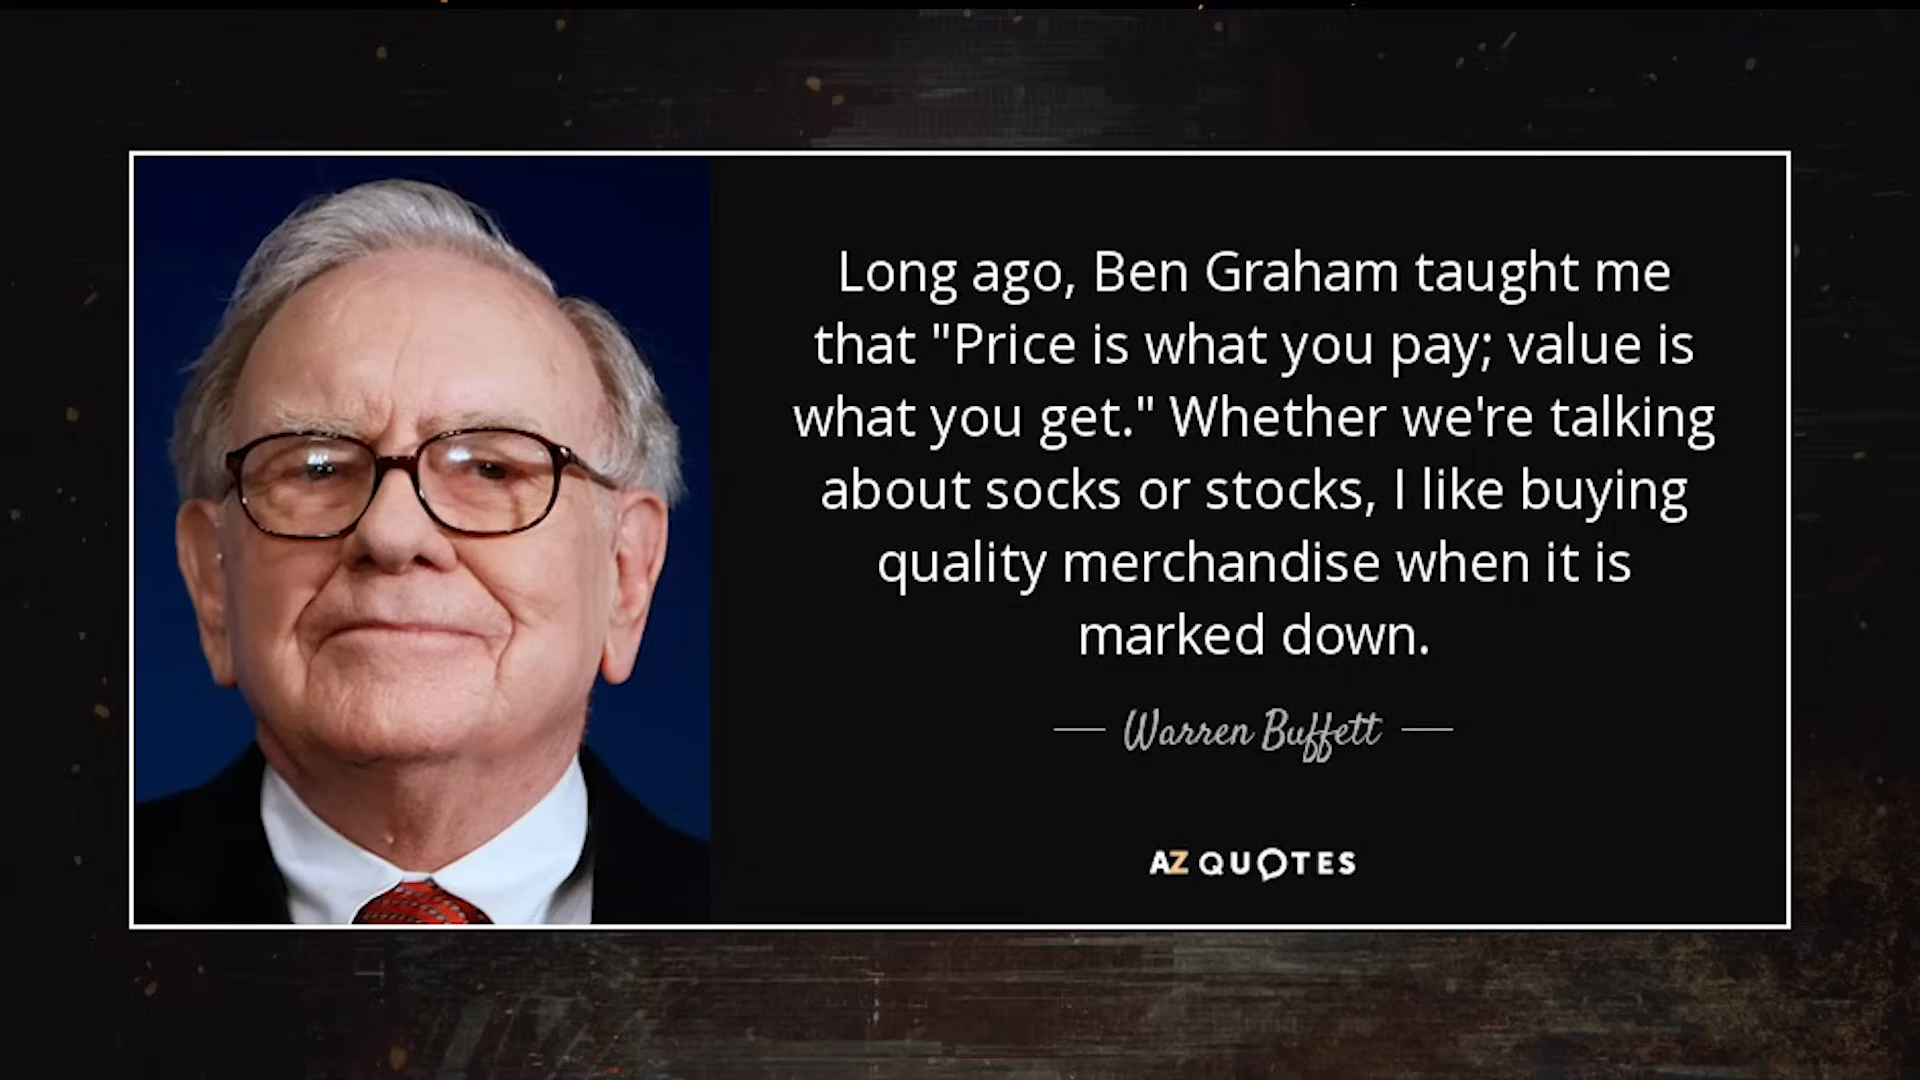 Long ago, Ben Graham taught me
that "Price is what you pay; value is
what you get." Whether we're talking
about socks or stocks, I like buying
quality merchandise when it is
marked down.
Warren Buffett
AZ QUOTES